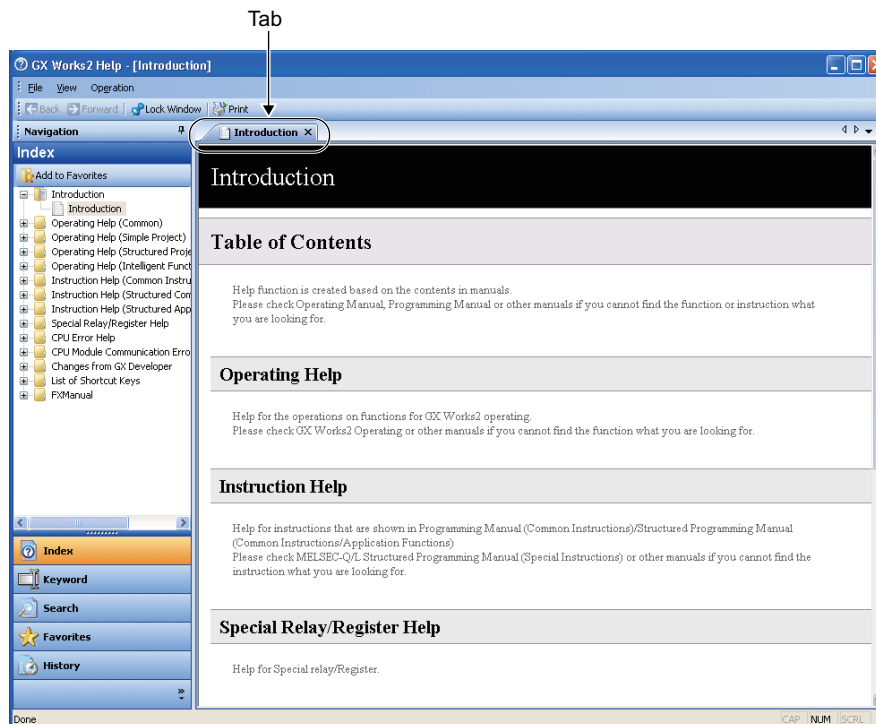 Tab
GX Works2 Help - [Introduction]
File View Operation
Back Forward Lock Window Print
Navigation
Introduction
Index
Add to Favorites
Introduction
Introduction
Operating Help (Common)
Operating Help (Simple Project)
Operating Help (Structured Proje
Operating Help (Intelligent Funct
Instruction Help (Common Instru
Instruction Help (Structured Com
Instruction Help (Structured App
Special Relay/Register Help
CPU Error Help
CPU Module Communication Erro
Changes from GX Developer
List of Shortcut Keys
FXManual
Index
Keyword
Search
Favorites
History
Introduction
Table of Contents
Help function is created based on the contents in manuals.
Please check Operating Manual, Programming Manual or other manuals if you cannot find the function or instruction what
you are looking for.
Operating Help
Help for the operations on functions for GX Works2 operating.
Please check GX Works2 Operating or other manuals if you cannot find the function what you are looking for.
Instruction Help
Help for instructions that are shown in Programming Manual (Common Instructions)/Structured Programming Manual
(Common Instructions/Application Functions)
Please check MELSEC-Q/L Structured Programming Manual (Special Instructions) or other manuals if you cannot find the
instruction what you are looking for.
Special Relay/Register Help
Help for Special relay/Register.
Done
CAP NUM SCRL